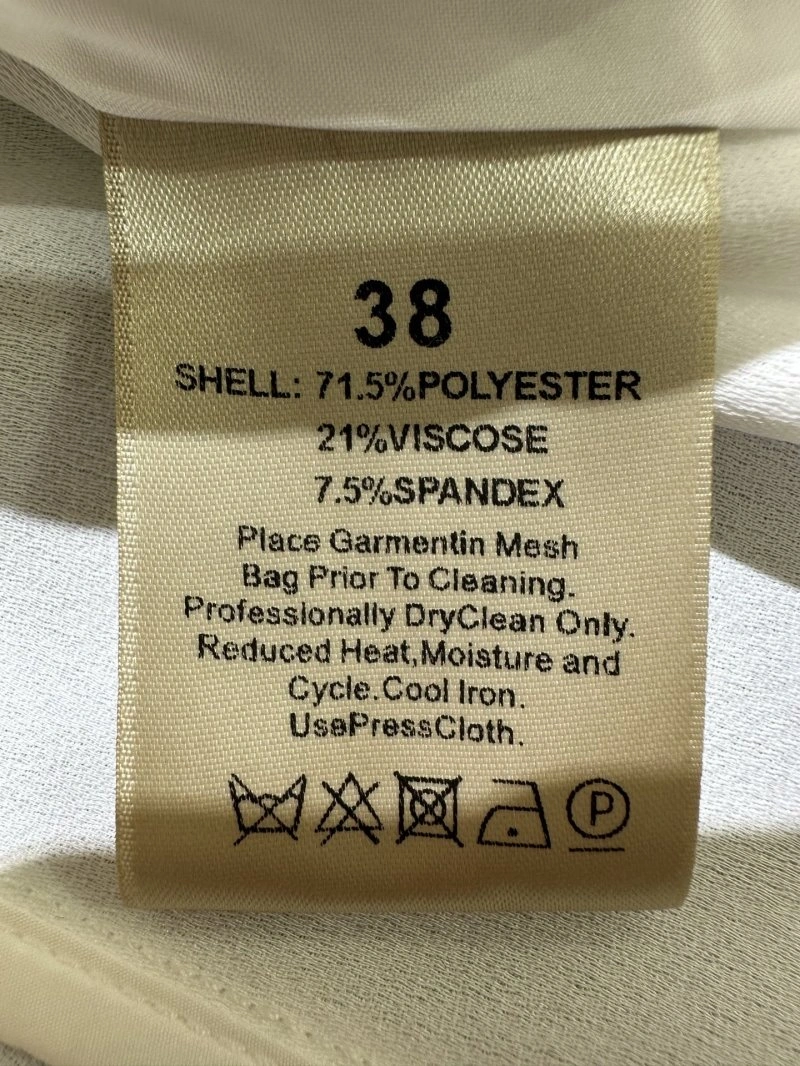 38
SHELL: 71.5%POLYESTER
21%VISCOSE
7.5%SPANDEX
Place Garmentin Mesh
Bag Prior To Cleaning.
Professionally DryClean Only.
Reduced Heat,Moisture and
Cycle.Cool Iron.
UsePressCloth.
P